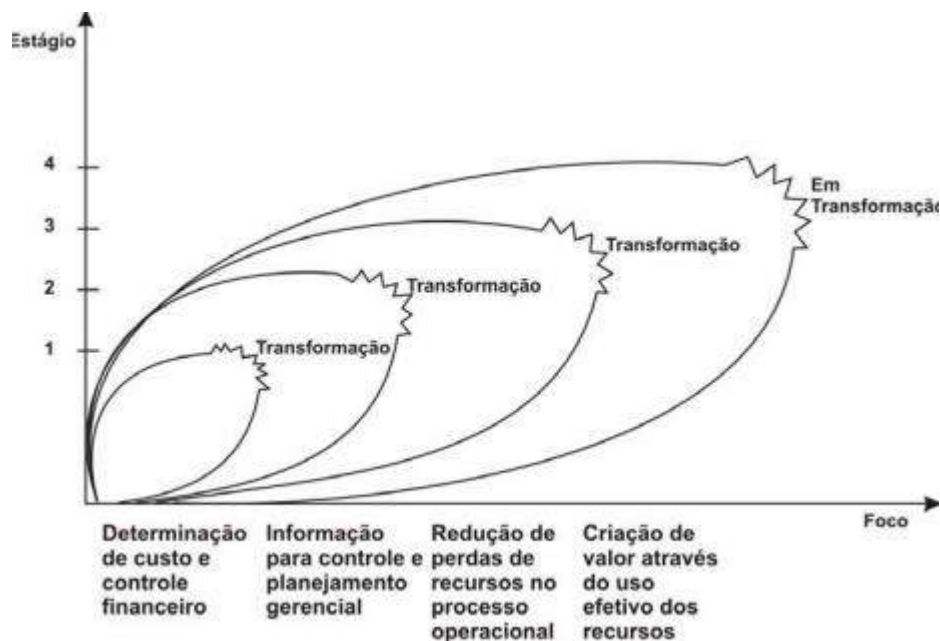 Estágio
4
Em
Transformação
3
Transformação
2
Transformação
1
Transformação
Foco
Determinação
de custo e
controle
financeiro
Informação
para controle e
planejamento
gerencial
Redução de
perdas de
recursos no
processo
operacional
Criação de
valor através
do uso
efetivo dos
recursos